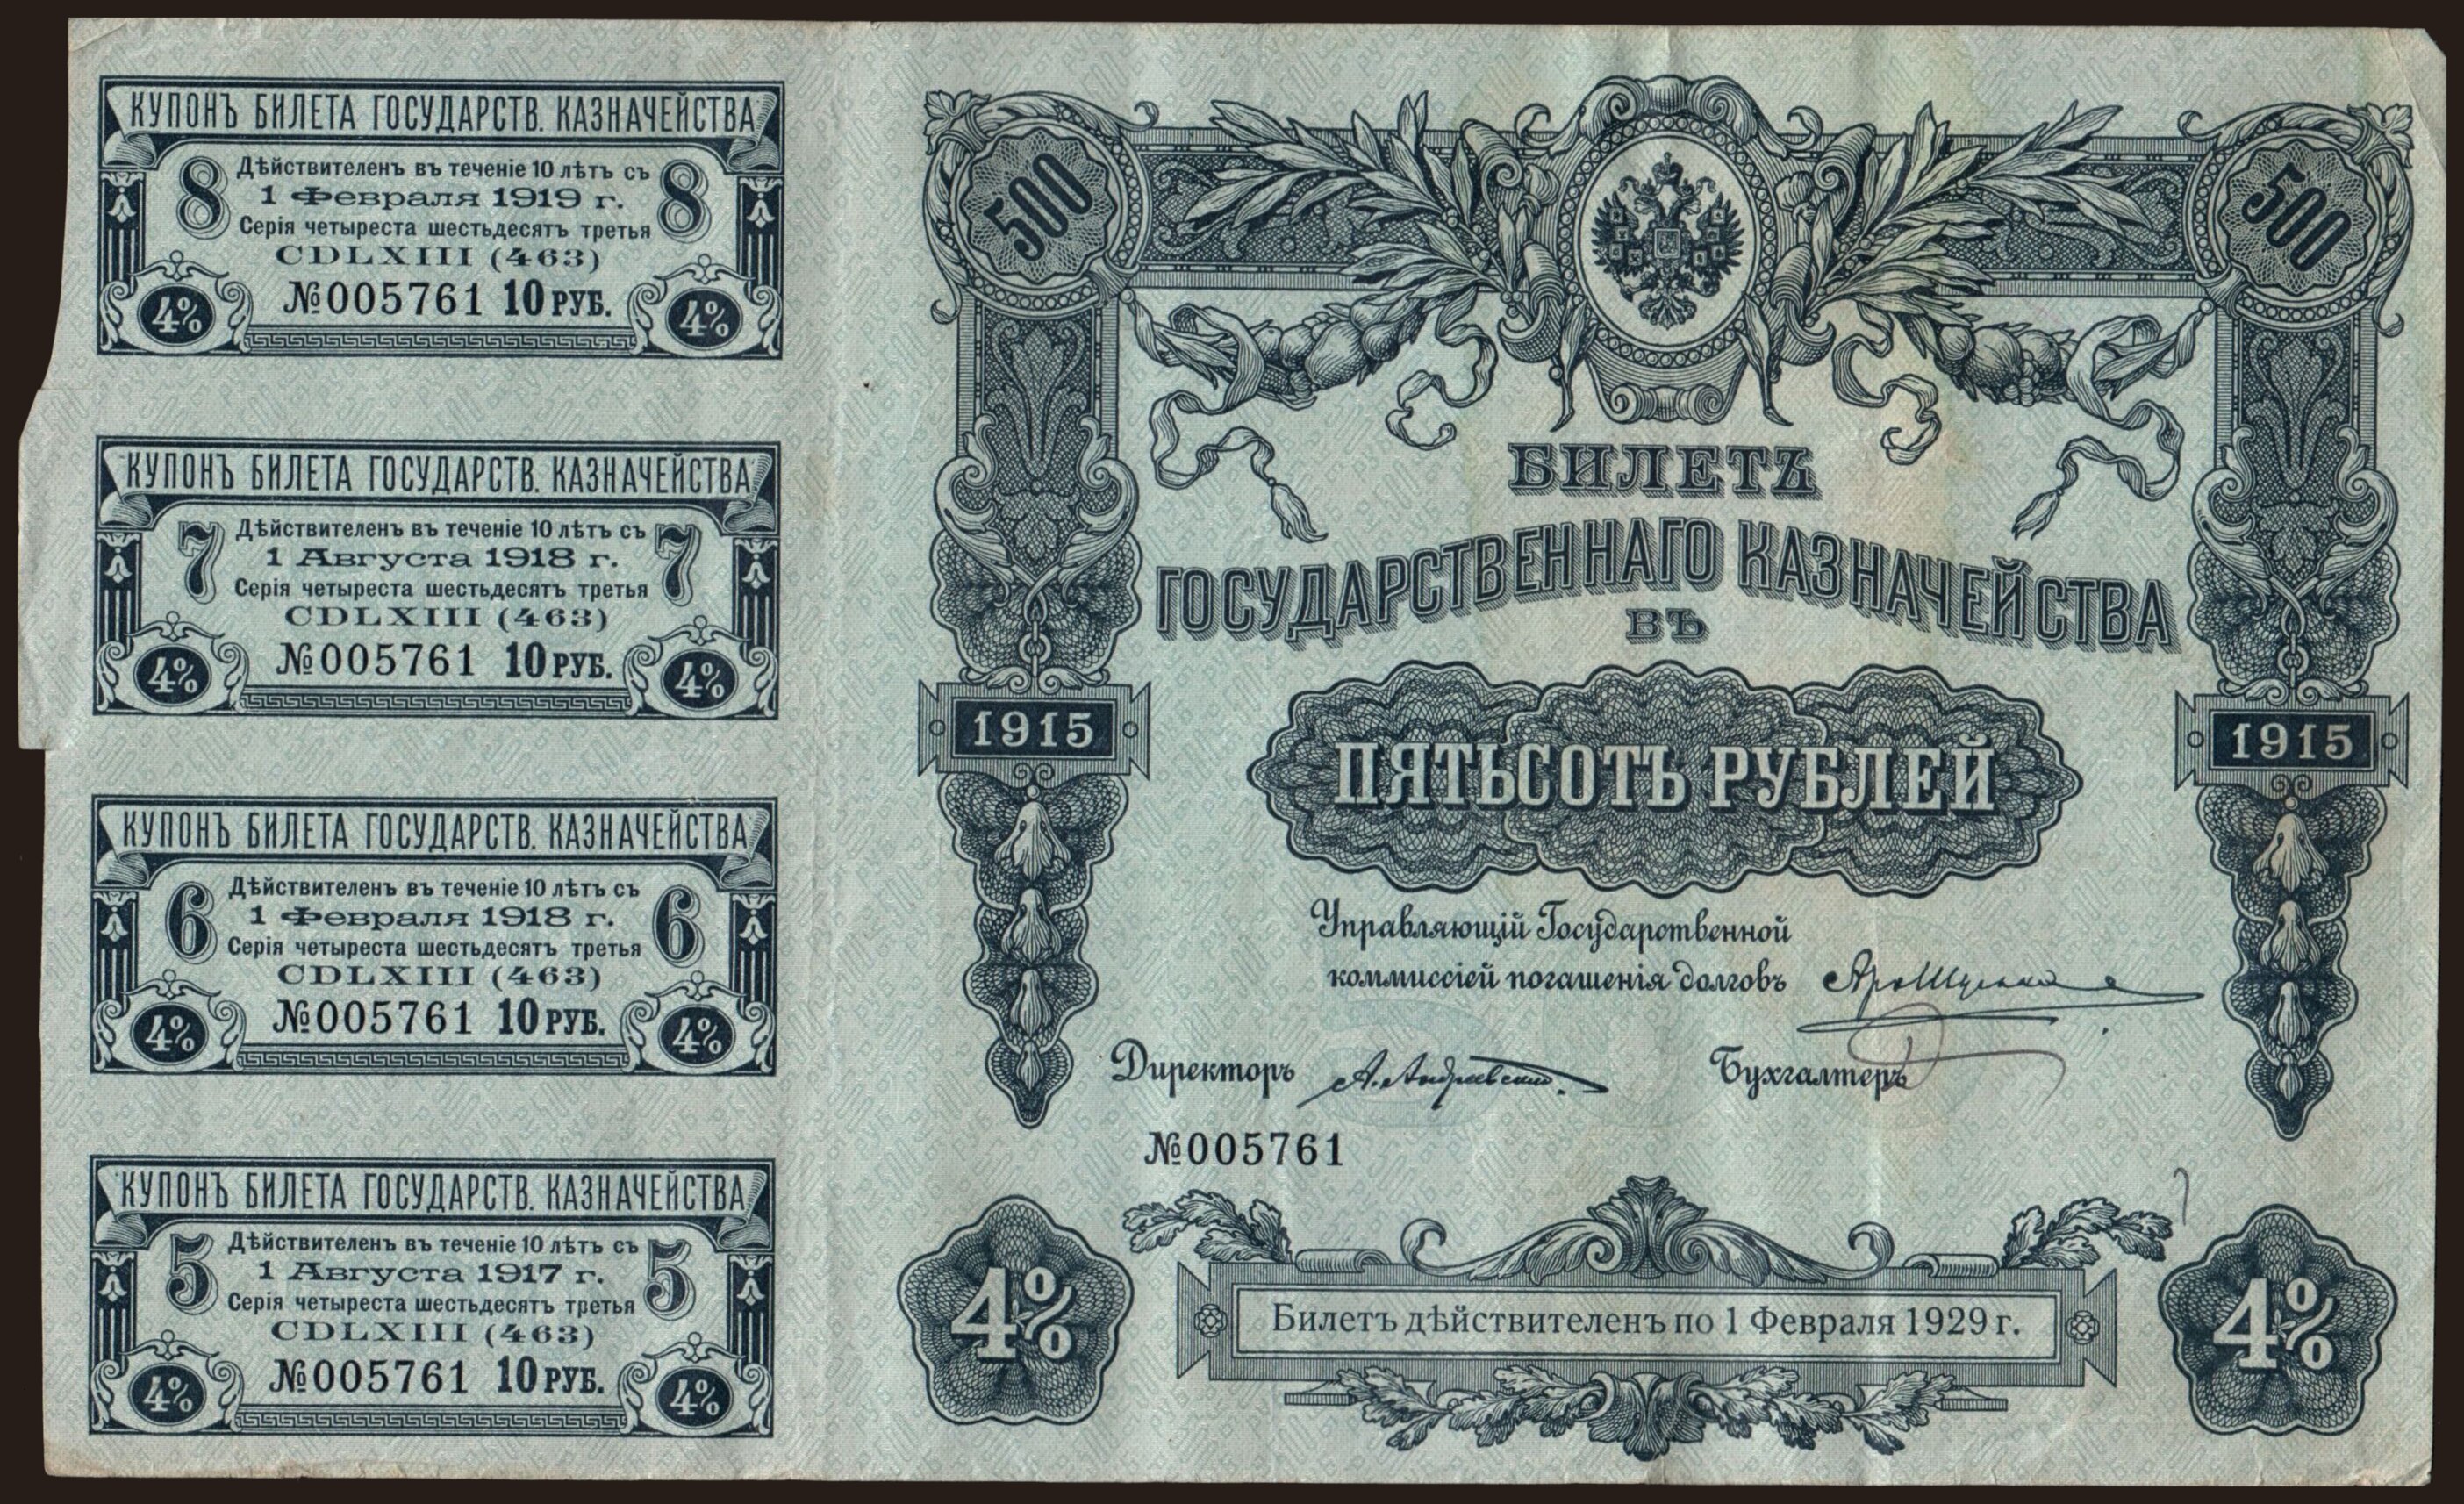 КУПОНЪ БИЛЕТА ГОСУДАРСТВ. КАЗНАЧЕЙСТВА
8 Дѣйствителенъ въ теченіе 10 лѣтъ съ 8
1 Февраля 1919 г.
Серія четыреста шестьдесятъ третья
CDLXIII (463)
№005761 10 РУБ.
4% 4%
КУПОНЪ БИЛЕТА ГОСУДАРСТВ. КАЗНАЧЕЙСТВА
7 Дѣйствителенъ въ теченіе 10 лѣтъ съ 7
1 Августа 1918 г.
Серія четыреста шестьдесятъ третья
CDLXIII (463)
№005761 10 РУБ.
4% 4%
КУПОНЪ БИЛЕТА ГОСУДАРСТВ. КАЗНАЧЕЙСТВА
6 Дѣйствителенъ въ теченіе 10 лѣтъ съ 6
1 Февраля 1918 г.
Серія четыреста шестьдесятъ третья
CDLXIII (463)
№005761 10 РУБ.
4% 4%
КУПОНЪ БИЛЕТА ГОСУДАРСТВ. КАЗНАЧЕЙСТВА
5 Дѣйствителенъ въ теченіе 10 лѣтъ съ 5
1 Августа 1917 г.
Серія четыреста шестьдесятъ третья
CDLXIII (463)
№005761 10 РУБ.
4% 4%
500 500
БИЛЕТЪ
ГОСУДАРСТВЕННАГО КАЗНАЧЕЙСТВА
ВЪ
1915 1915
ПЯТЬСОТЪ РУБЛЕЙ
Управляющій Государственной
коммиссіей погашенія долговъ
Директоръ Бухгалтеръ
№005761
4% 4%
Билетъ дѣйствителенъ по 1 Февраля 1929 г.